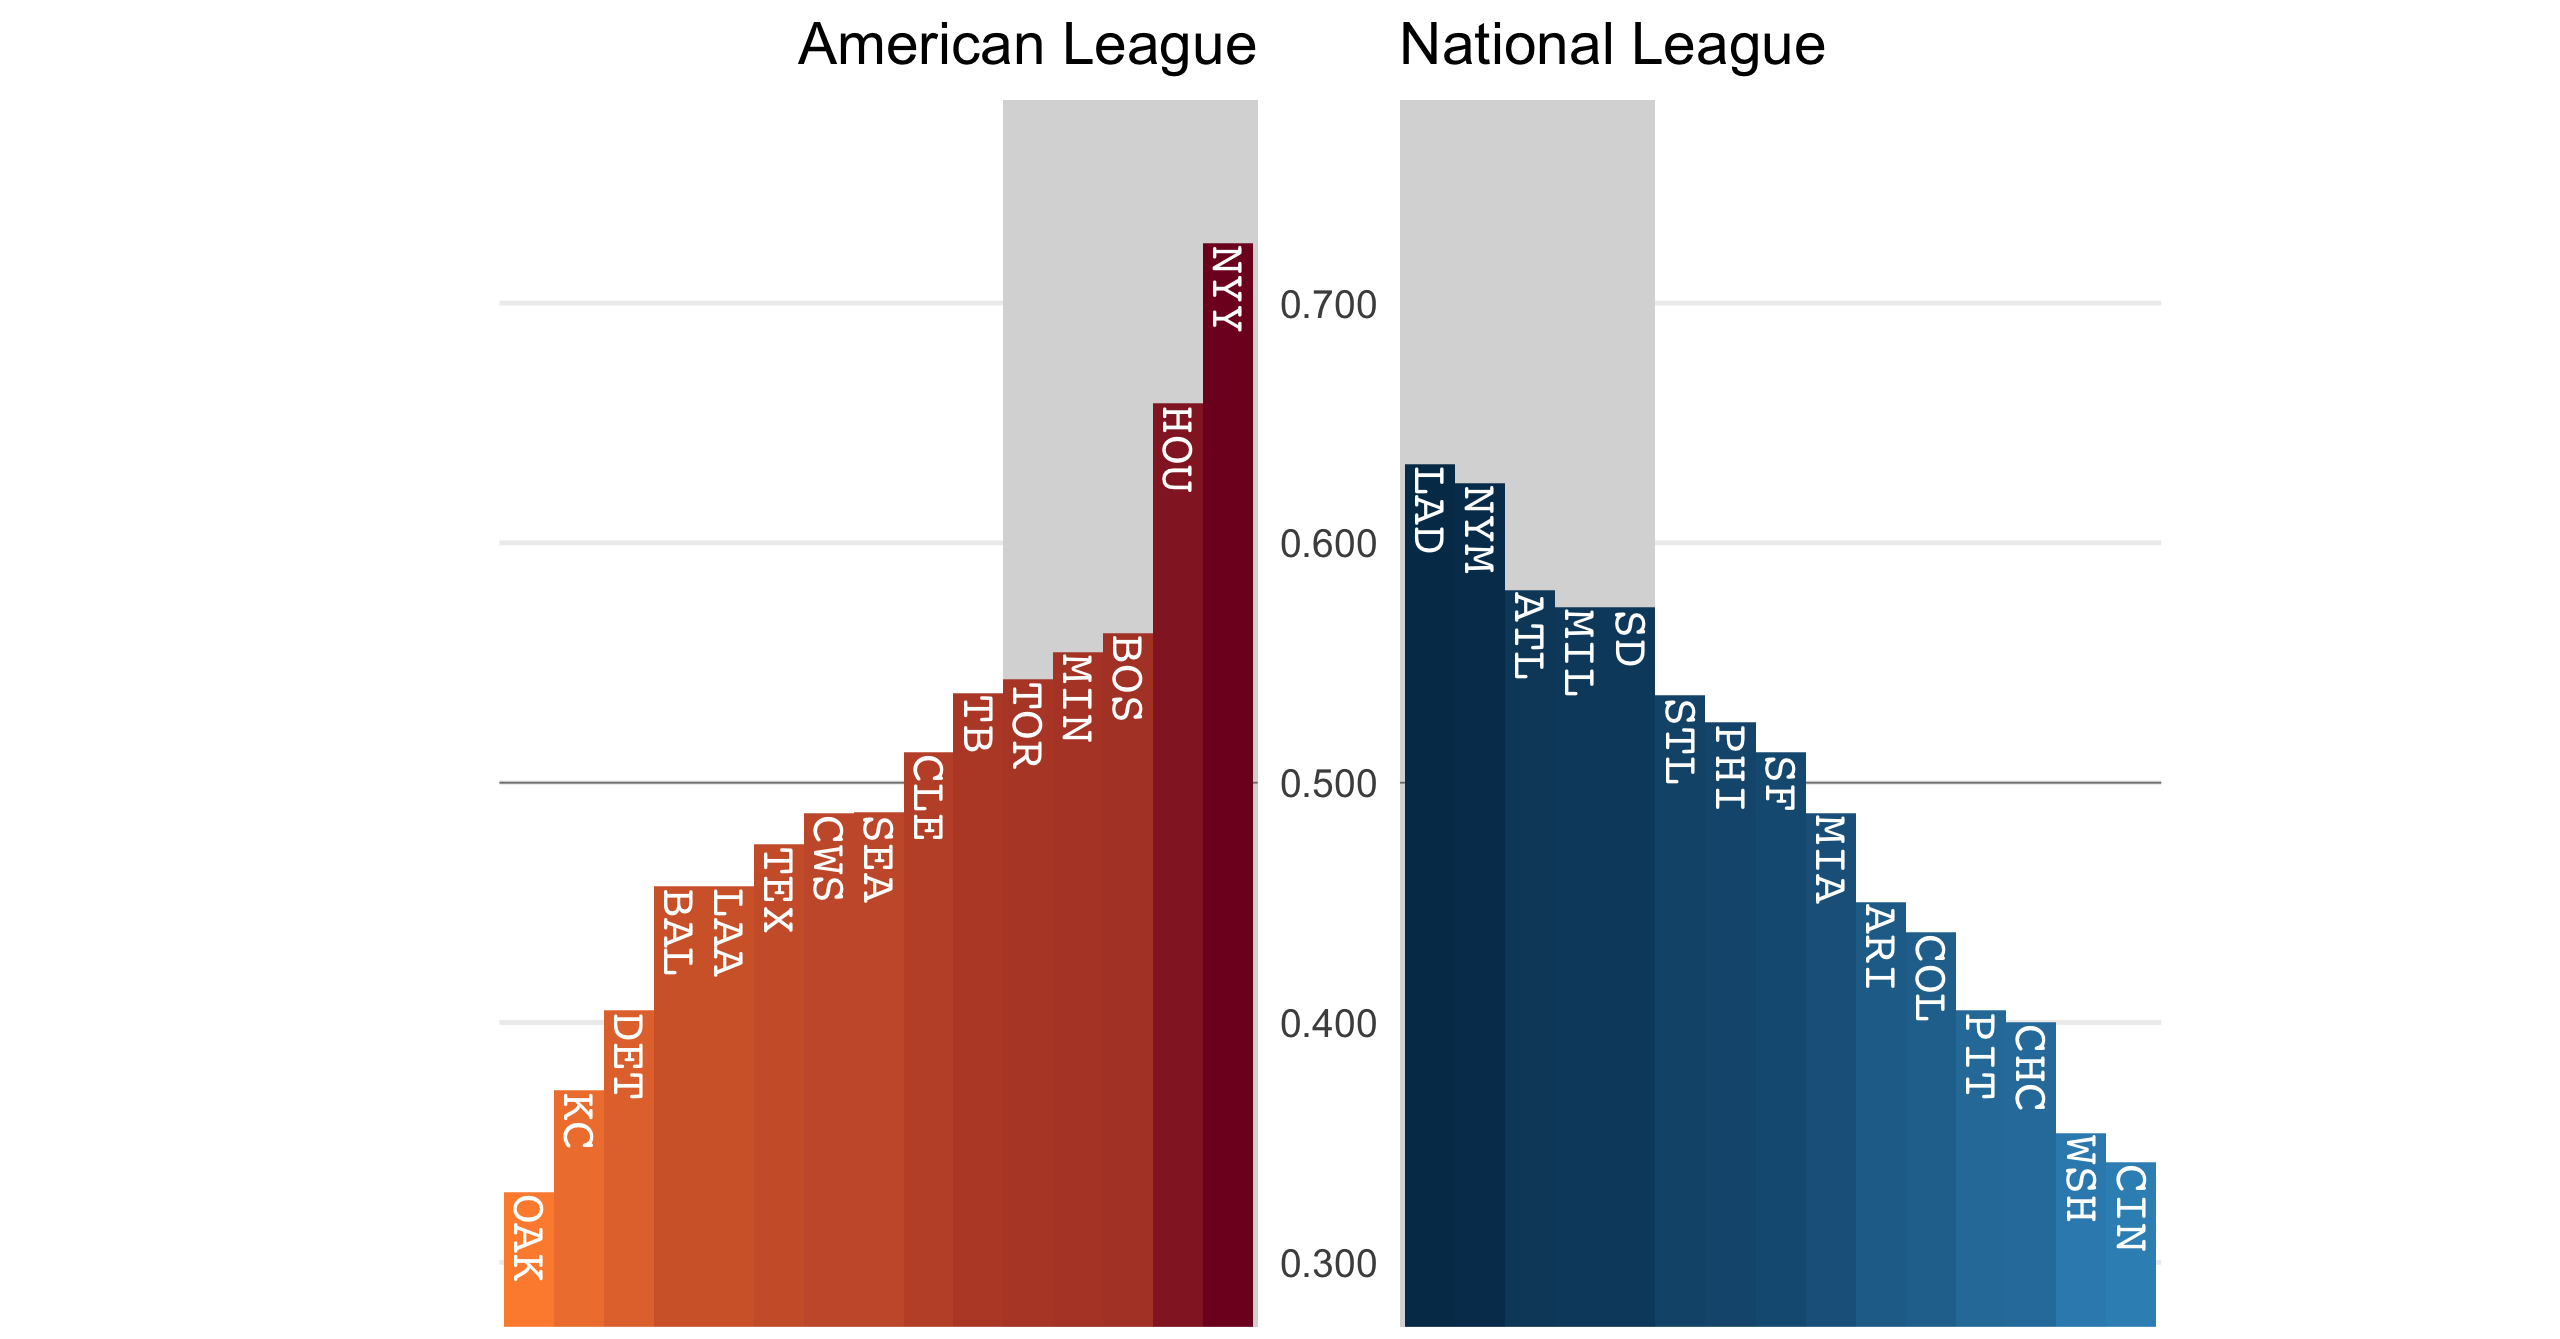 American League
National League
0.700
0.600
0.500
0.400
0.300
OAK
KC
DET
BAL
LAA
TEX
CWS
SEA
CLE
TB
TOR
MIN
BOS
HOU
NYY
LAD
NYM
ATL
MIL
SD
STL
PHI
SF
MIA
ARI
COL
PIT
CHC
WSH
CIN